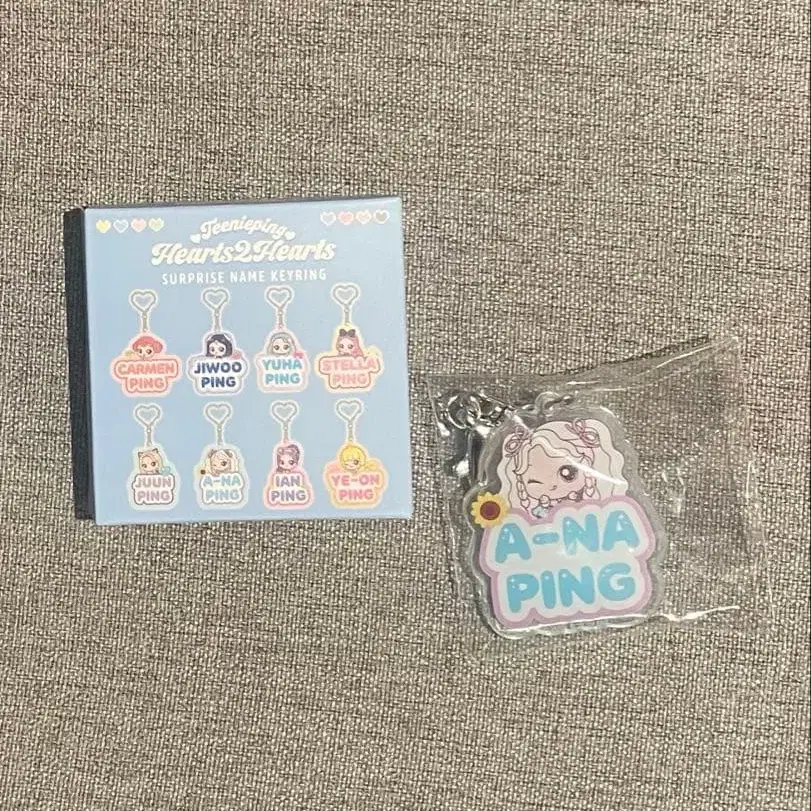 Teenieping
Hearts2Hearts
SURPRISE NAME KEYRING
CARMEN
PING
JIWOO
PING
YUHA
PING
STELLA
PING
JUUN
PING
A-NA
PING
IAN
PING
YE-ON
PING
A-NA
PING